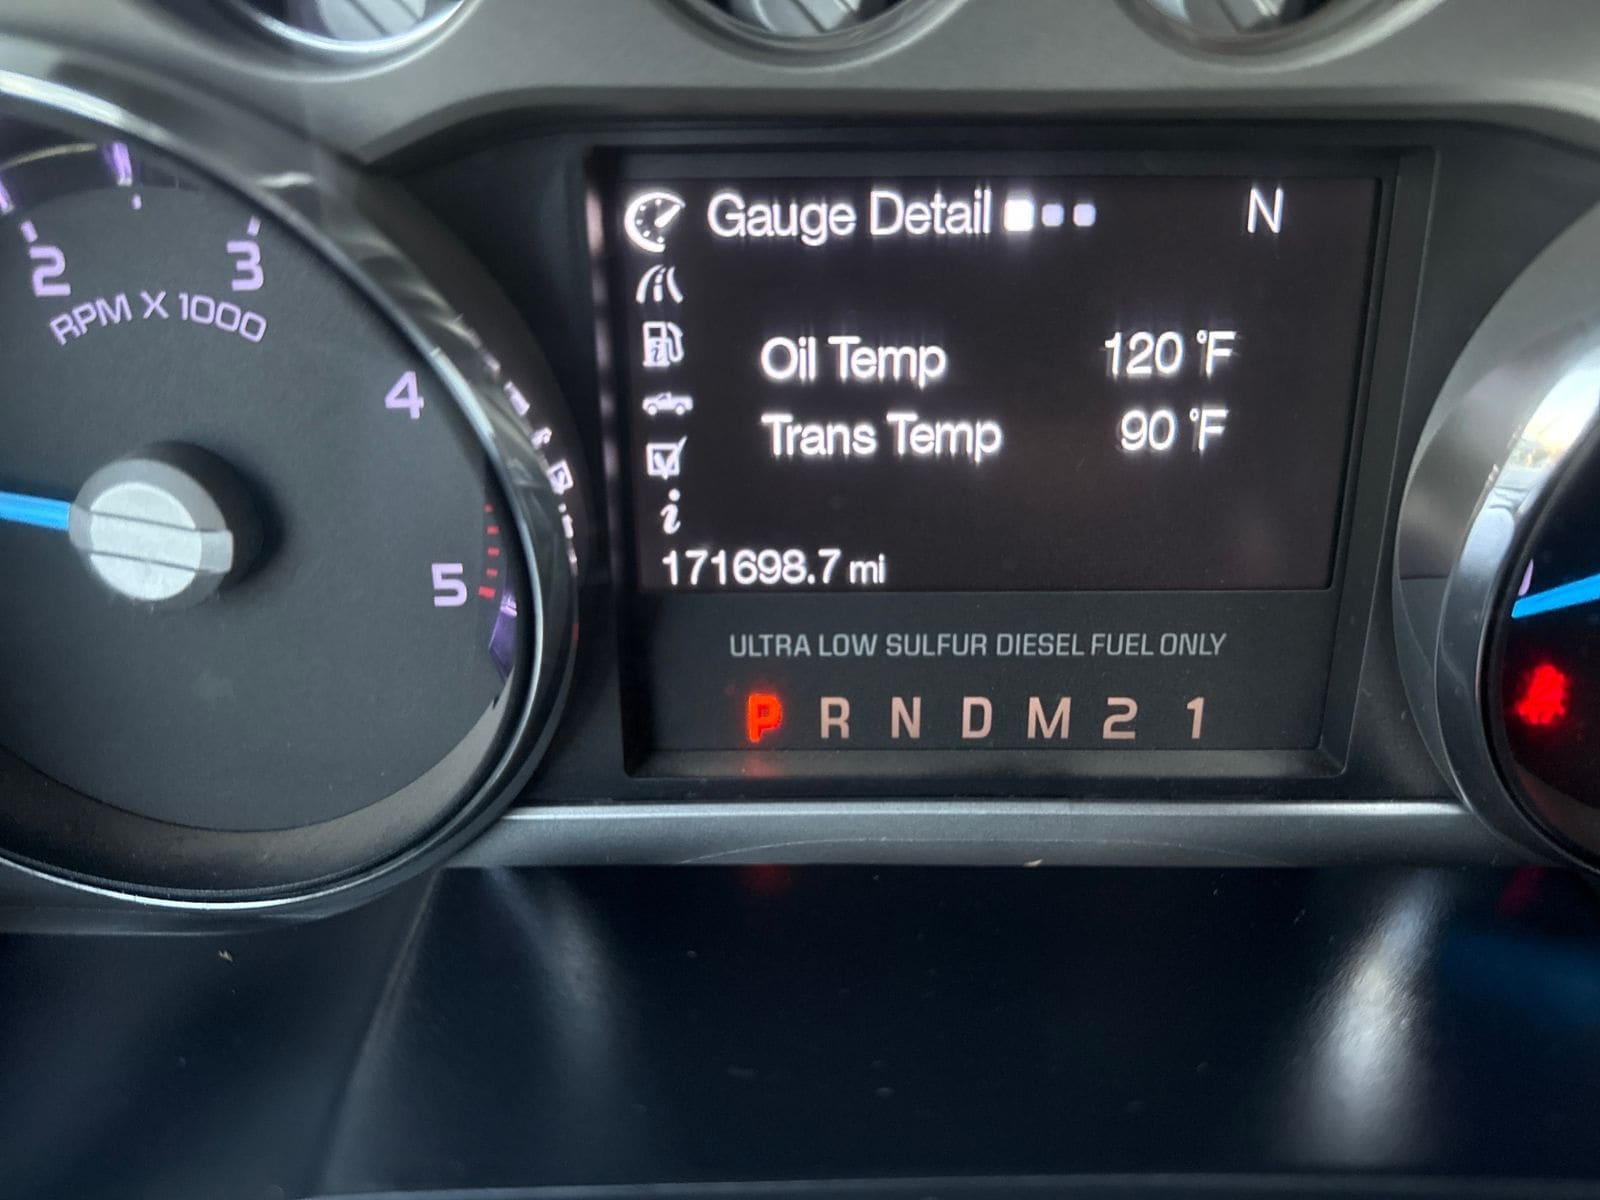 2 3
RPM X 1000
4
5
Gauge Detail N
Oil Temp 120 °F
Trans Temp 90 °F
i
171698.7 mi
ULTRA LOW SULFUR DIESEL FUEL ONLY
P R N D M 2 1